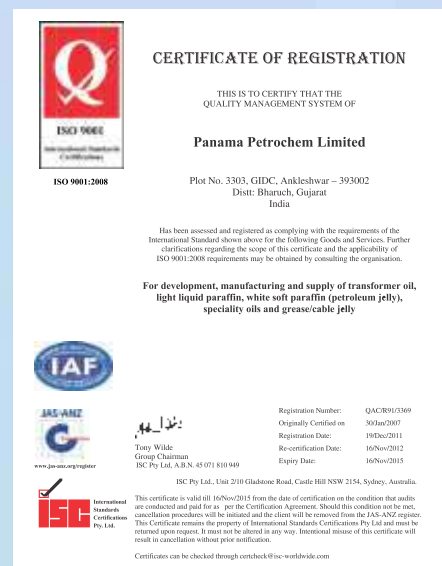 CERTIFICATE OF REGISTRATION
THIS IS TO CERTIFY THAT THE
QUALITY MANAGEMENT SYSTEM OF
Panama Petrochem Limited
Q
ISO 9001
International Standards
Certifications
ISO 9001:2008
Plot No. 3303, GIDC, Ankleshwar – 393002
Distt: Bharuch, Gujarat
India
Has been assessed and registered as complying with the requirements of the
International Standard shown above for the following Goods and Services. Further
clarifications regarding the scope of this certificate and the applicability of
ISO 9001:2008 requirements may be obtained by consulting the organisation.
For development, manufacturing and supply of transformer oil,
light liquid paraffin, white soft paraffin (petroleum jelly),
speciality oils and grease/cable jelly
IAF
JAS-ANZ
www.jas-anz.org/register
Tony Wilde
Group Chairman
ISC Pty Ltd, A.B.N. 45 071 810 949
Registration Number: QAC/R91/3369
Originally Certified on 30/Jan/2007
Registration Date: 19/Dec/2011
Re-certification Date: 16/Nov/2012
Expiry Date: 16/Nov/2015
ISC Pty Ltd., Unit 2/10 Gladstone Road, Castle Hill NSW 2154, Sydney, Australia.
ISC
International
Standards
Certifications
Pty. Ltd.
This certificate is valid till 16/Nov/2015 from the date of certification on the condition that audits
are conducted and paid for as per the Certification Agreement. Should this condition not be met,
cancellation procedures will be initiated and the client will be removed from the JAS-ANZ register.
This Certificate remains the property of International Standards Certifications Pty Ltd and must be
returned upon request. It must not be altered in any way. Intentional misuse of this certificate will
result in cancellation without prior notification.
Certificates can be checked through certcheck@isc-worldwide.com